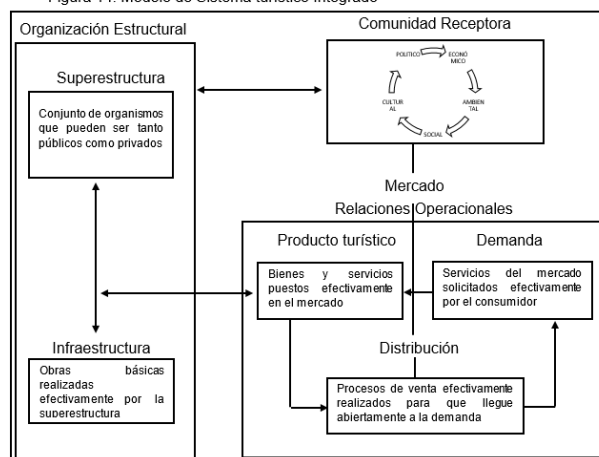 Figura 14. Modelo de Sistema turístico integrado
Organización Estructural
Superestructura
Conjunto de organismos
que pueden ser tanto
públicos como privados
Infraestructura
Obras básicas
realizadas
efectivamente por la
superestructura
Comunidad Receptora
POLITICO
ECONÓ
MICO
AMBIEN
TAL
SOCIAL
CULTUR
AL
Mercado
Relaciones Operacionales
Producto turístico
Bienes y servicios
puestos efectivamente
en el mercado
Demanda
Servicios del mercado
solicitados efectivamente
por el consumidor
Distribución
Procesos de venta efectivamente
realizados para que llegue
abiertamente a la demanda